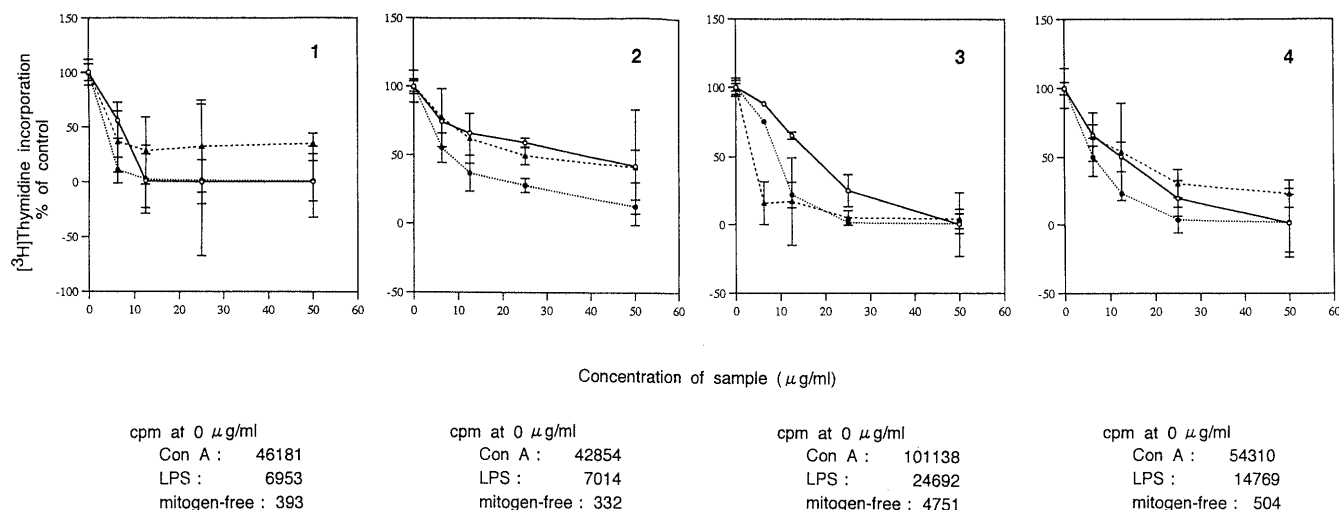 [³H]Thymidine incorporation
% of control
150
100
50
0
-50
-100
0 10 20 30 40 50 60
1
150
100
50
0
-50
0 10 20 30 40 50 60
2
150
100
50
0
-50
0 10 20 30 40 50 60
3
150
100
50
0
-50
0 10 20 30 40 50 60
4
Concentration of sample (μg/ml)
cpm at 0 μg/ml
Con A : 46181
LPS : 6953
mitogen-free : 393
cpm at 0 μg/ml
Con A : 42854
LPS : 7014
mitogen-free : 332
cpm at 0 μg/ml
Con A : 101138
LPS : 24692
mitogen-free : 4751
cpm at 0 μg/ml
Con A : 54310
LPS : 14769
mitogen-free : 504